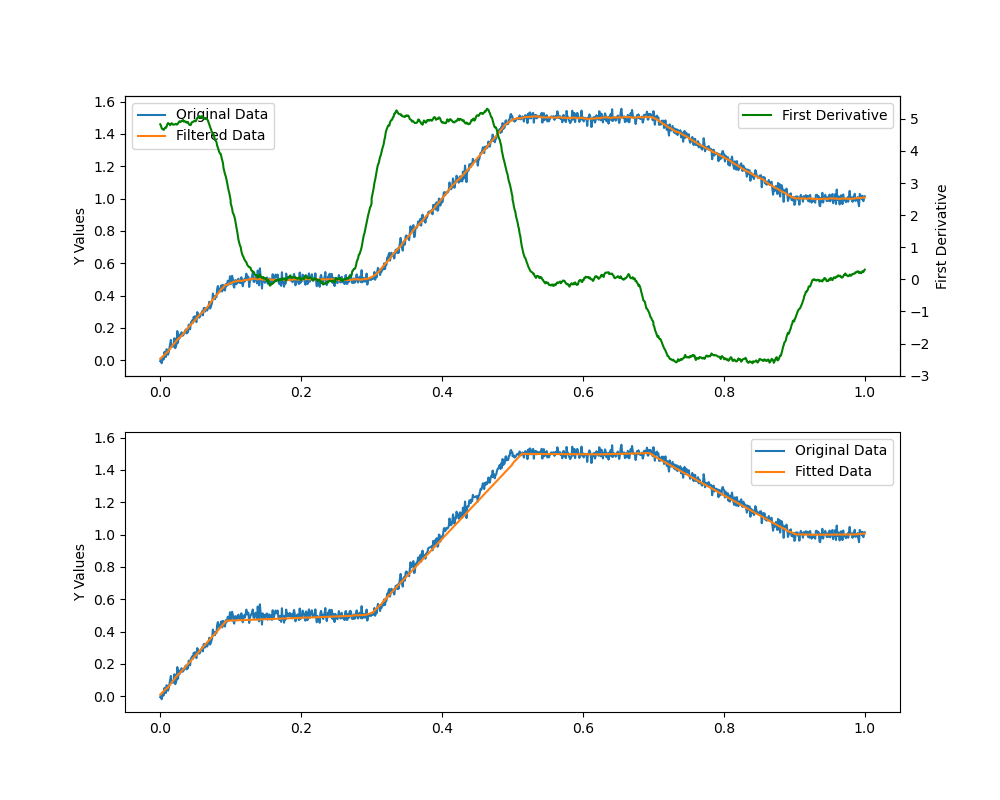 Original Data
Filtered Data
First Derivative
1.6
1.4
1.2
1.0
0.8
0.6
0.4
0.2
0.0
Y Values
5
4
3
2
1
0
−1
−2
−3
First Derivative
0.0 0.2 0.4 0.6 0.8 1.0
Original Data
Fitted Data
1.6
1.4
1.2
1.0
0.8
0.6
0.4
0.2
0.0
Y Values
0.0 0.2 0.4 0.6 0.8 1.0